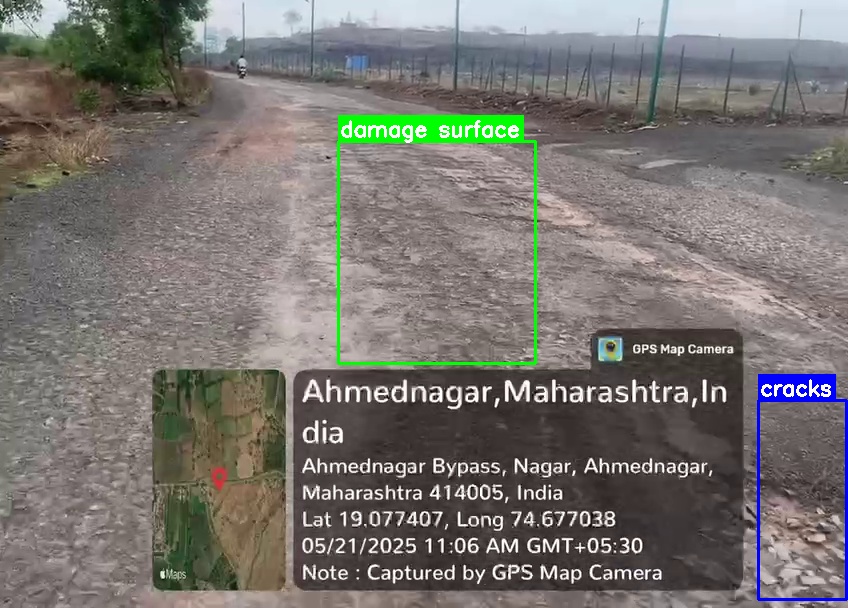 damage surface
GPS Map Camera
cracks
Ahmednagar,Maharashtra,In
dia
Ahmednagar Bypass, Nagar, Ahmednagar,
Maharashtra 414005, India
Lat 19.077407, Long 74.677038
05/21/2025 11:06 AM GMT+05:30
Note : Captured by GPS Map Camera
Maps